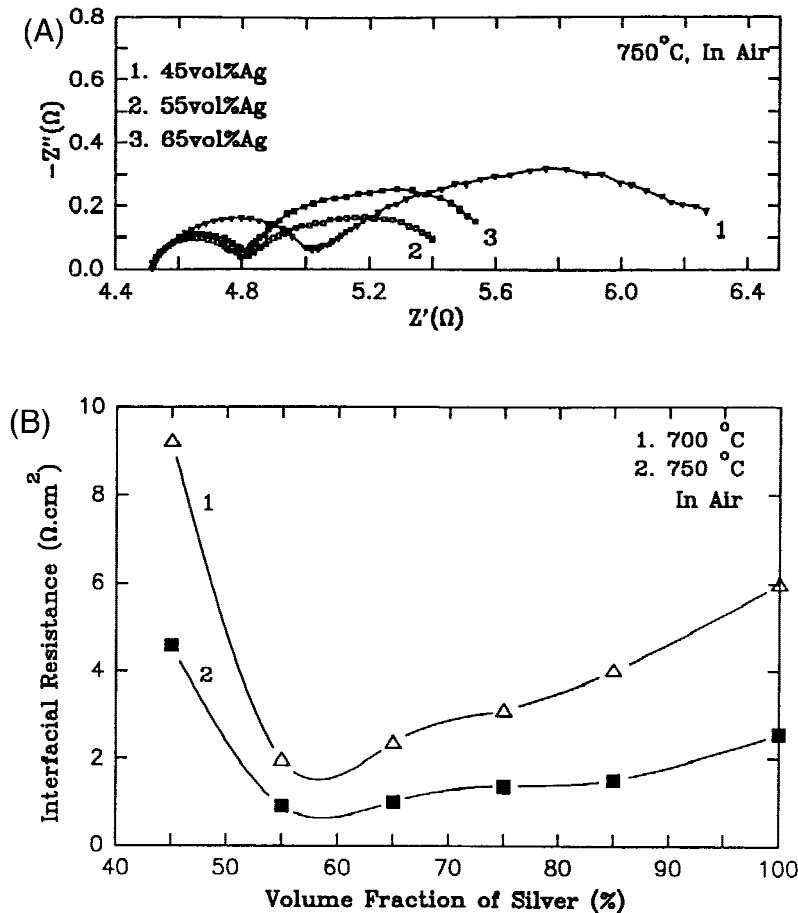 (A)
0.8
0.6
0.4
0.2
0.0
-Z"(Ω)
750°C, In Air
1. 45vol%Ag
2. 55vol%Ag
3. 65vol%Ag
1
2
3
4.4 4.8 5.2 5.6 6.0 6.4
Z'(Ω)
(B)
10
8
6
4
2
0
Interfacial Resistance (Ω.cm²)
1. 700 °C
2. 750 °C
In Air
1
2
40 50 60 70 80 90 100
Volume Fraction of Silver (%)